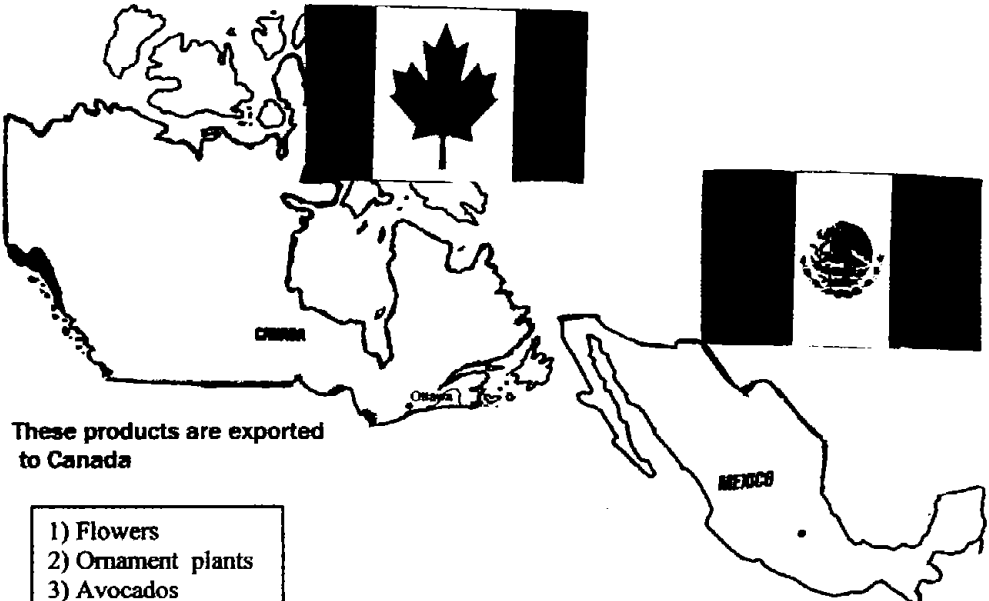 CANADA
Ottawa
These products are exported
to Canada
MEXICO
1) Flowers
2) Ornament plants
3) Avocados